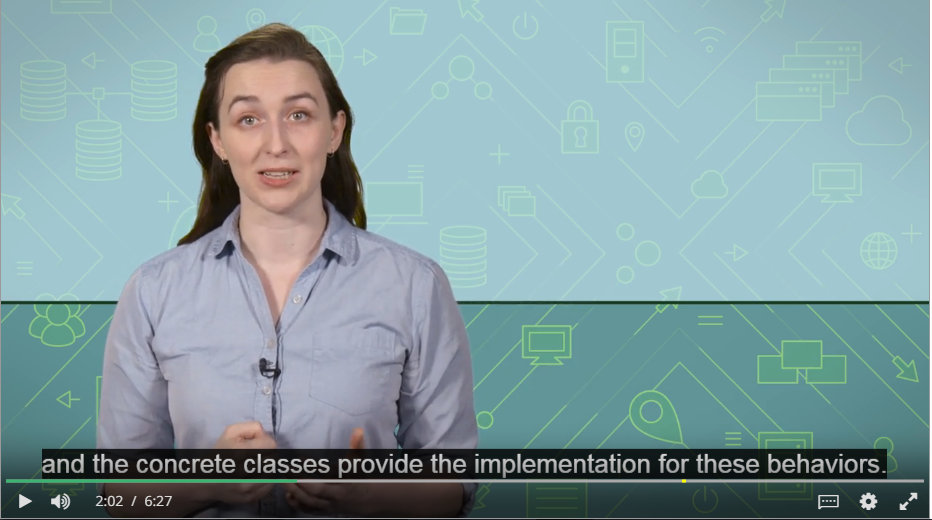 and the concrete classes provide the implementation for these behaviors.
2:02 / 6:27